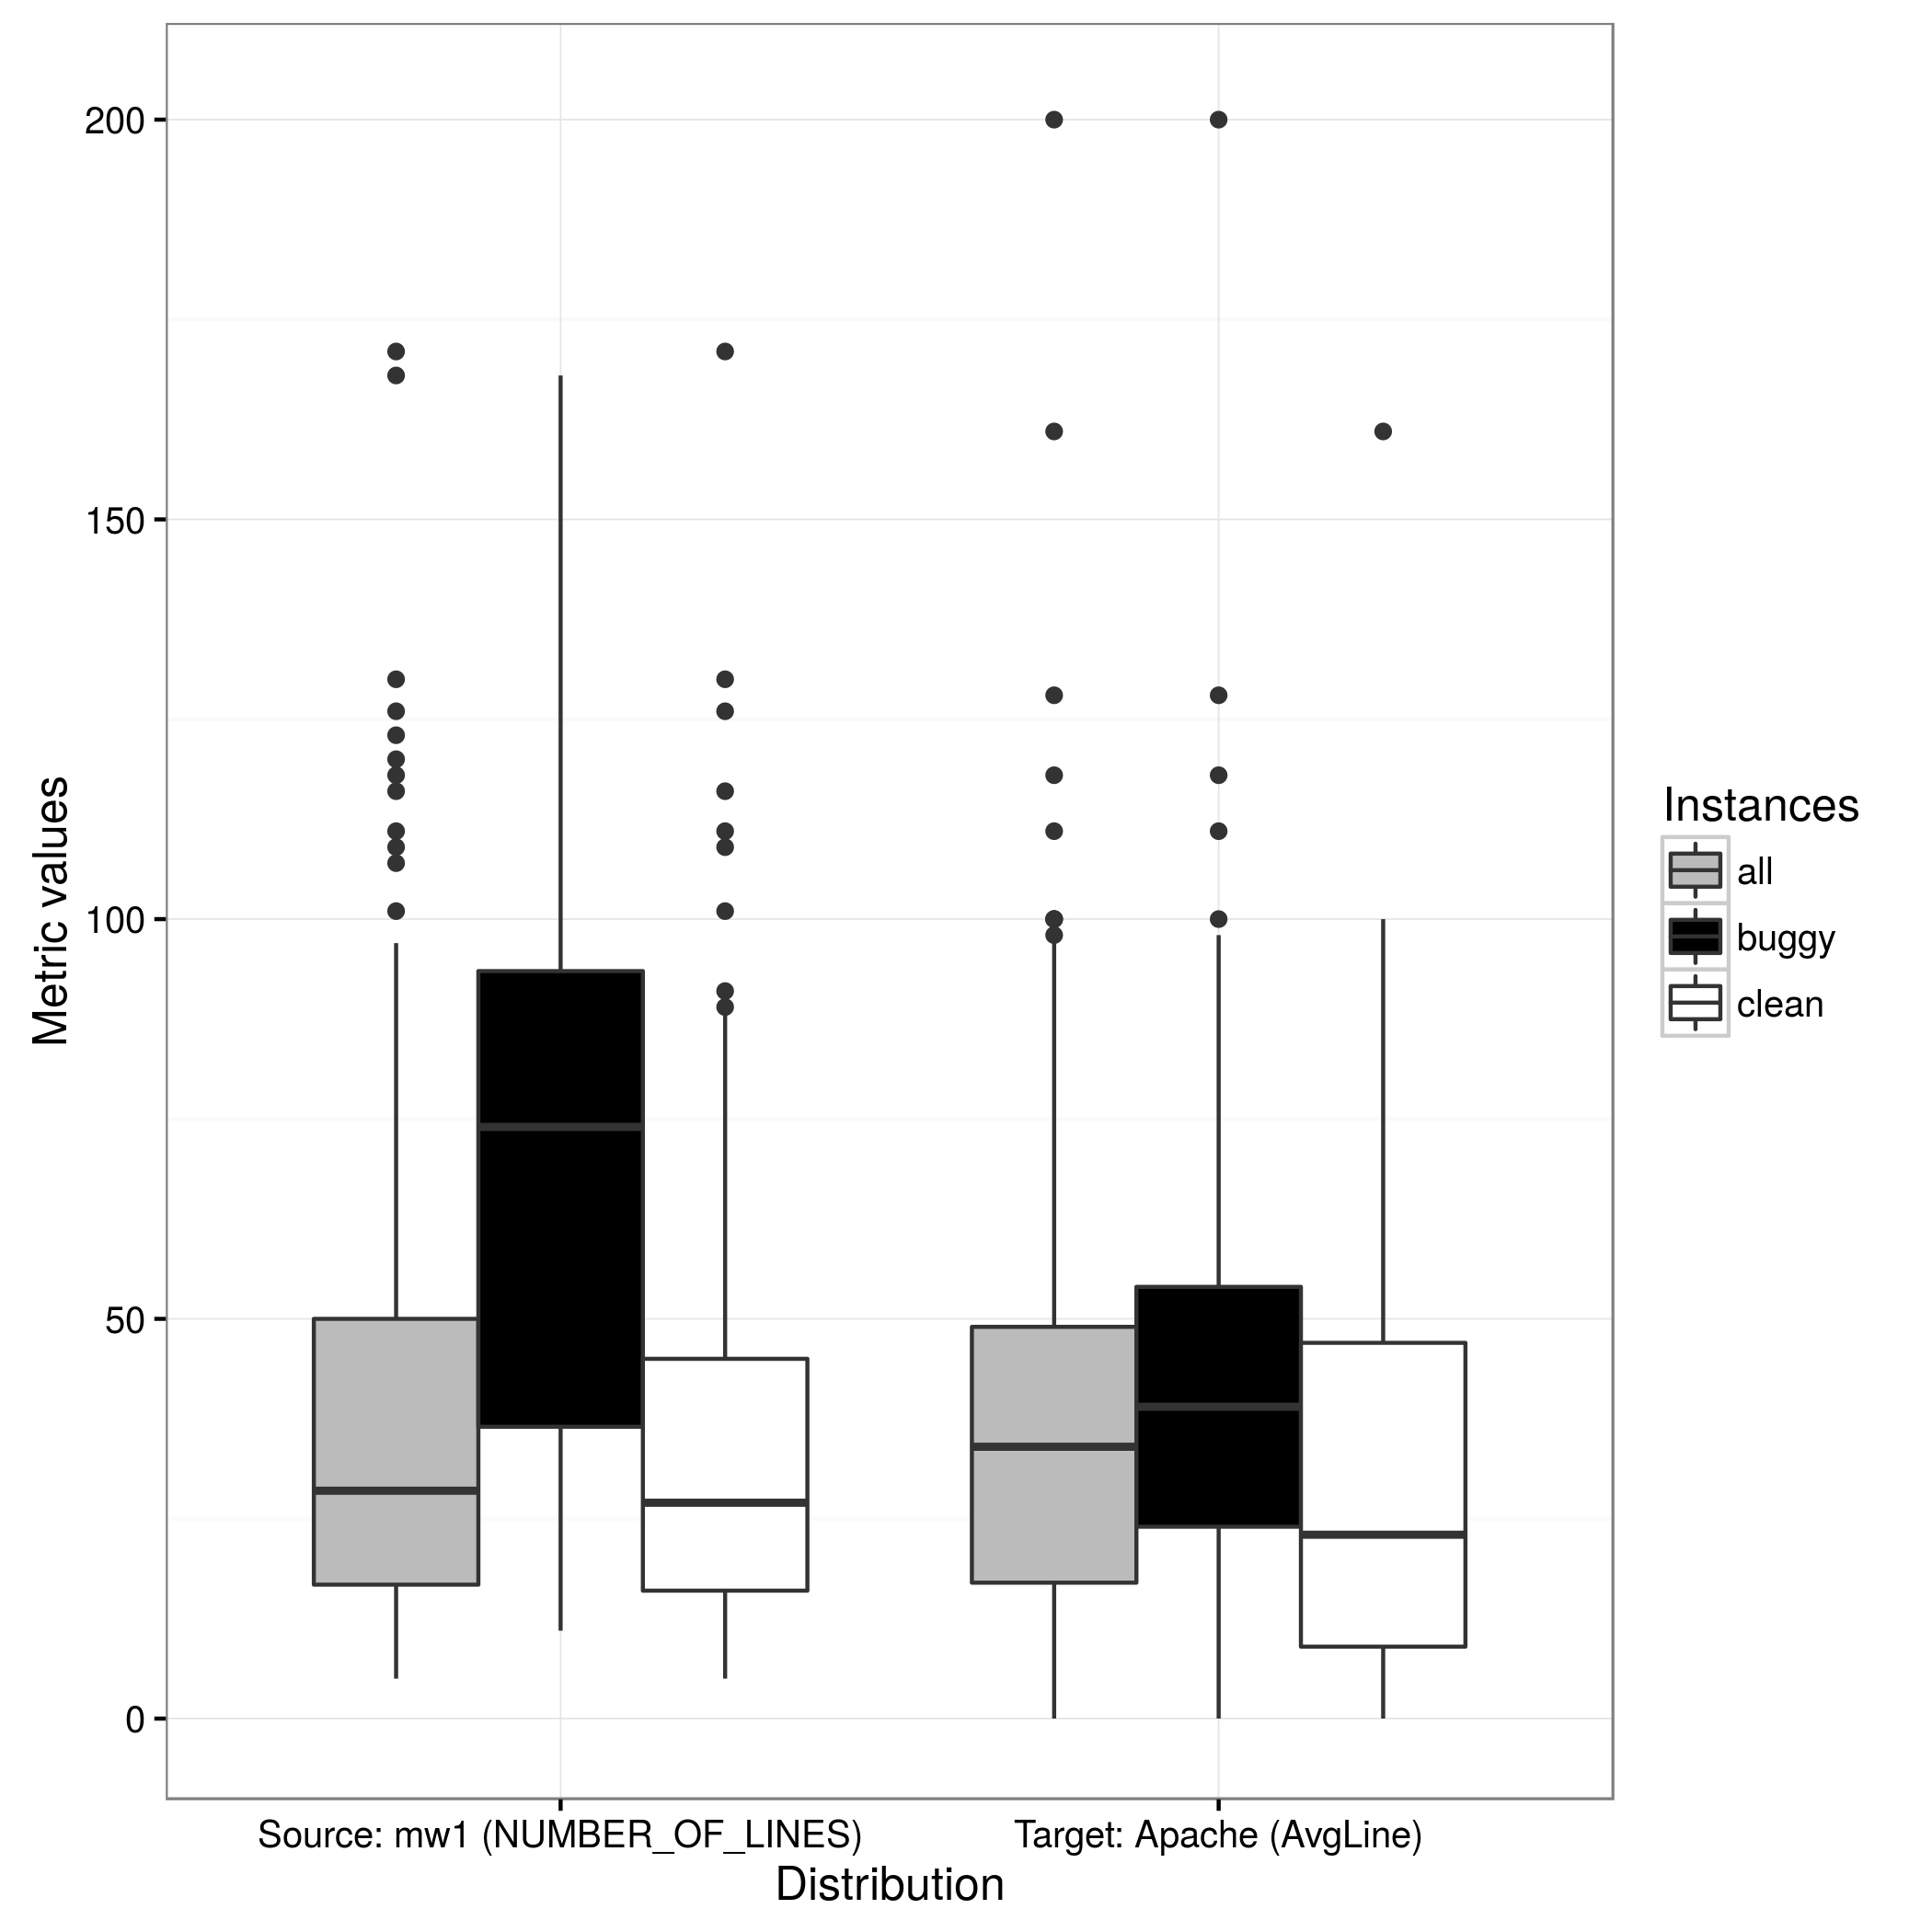 200
150
100
50
0
Metric values
Source: mw1 (NUMBER_OF_LINES)
Target: Apache (AvgLine)
Distribution
Instances
all
buggy
clean